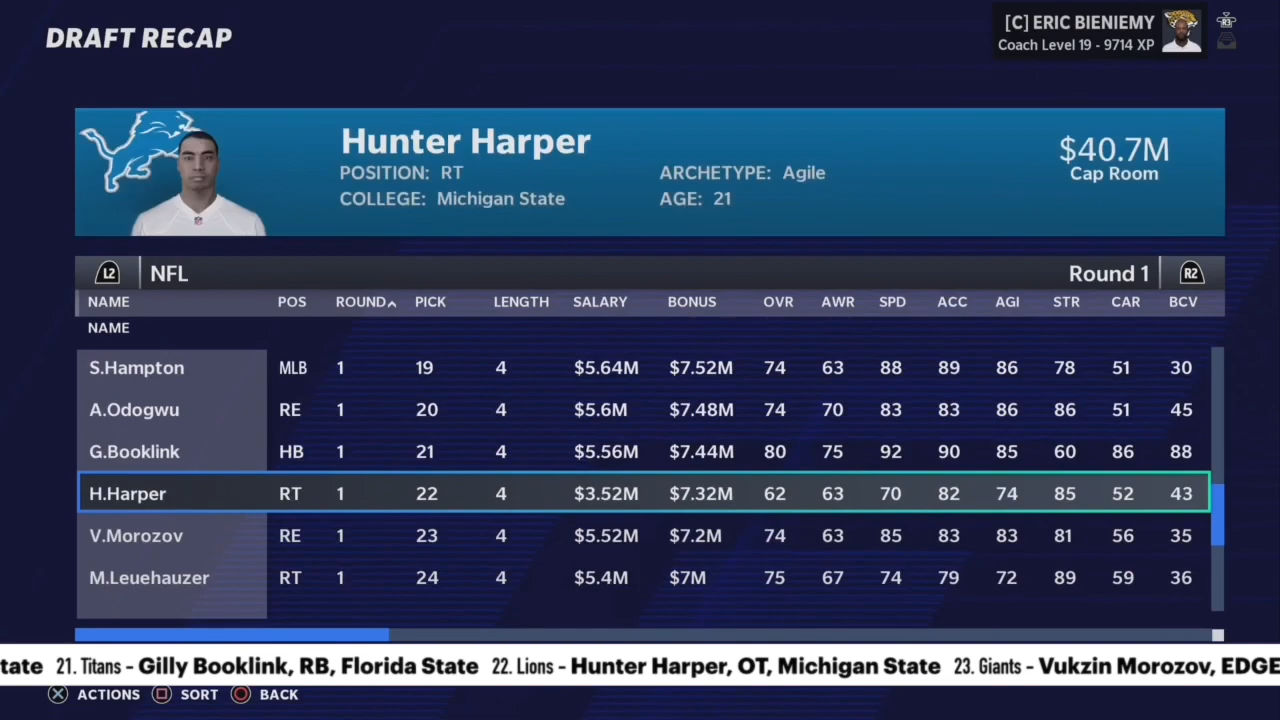 DRAFT RECAP
[C] ERIC BIENIEMY
Coach Level 19 - 9714 XP
R3
Hunter Harper
POSITION: RT
ARCHETYPE: Agile
COLLEGE: Michigan State
AGE: 21
$40.7M
Cap Room
L2 NFL Round 1 R2
NAME POS ROUND PICK LENGTH SALARY BONUS OVR AWR SPD ACC AGI STR CAR BCV
NAME
S.Hampton MLB 1 19 4 $5.64M $7.52M 74 63 88 89 86 78 51 30
A.Odogwu RE 1 20 4 $5.6M $7.48M 74 70 83 83 86 86 51 45
G.Booklink HB 1 21 4 $5.56M $7.44M 80 75 92 90 85 60 86 88
H.Harper RT 1 22 4 $3.52M $7.32M 62 63 70 82 74 85 52 43
V.Morozov RE 1 23 4 $5.52M $7.2M 74 63 85 83 83 81 56 35
M.Leuehauzer RT 1 24 4 $5.4M $7M 75 67 74 79 72 89 59 36
tate 21. Titans - Gilly Booklink, RB, Florida State 22. Lions - Hunter Harper, OT, Michigan State 23. Giants - Vukzin Morozov, EDGE
ACTIONS SORT BACK